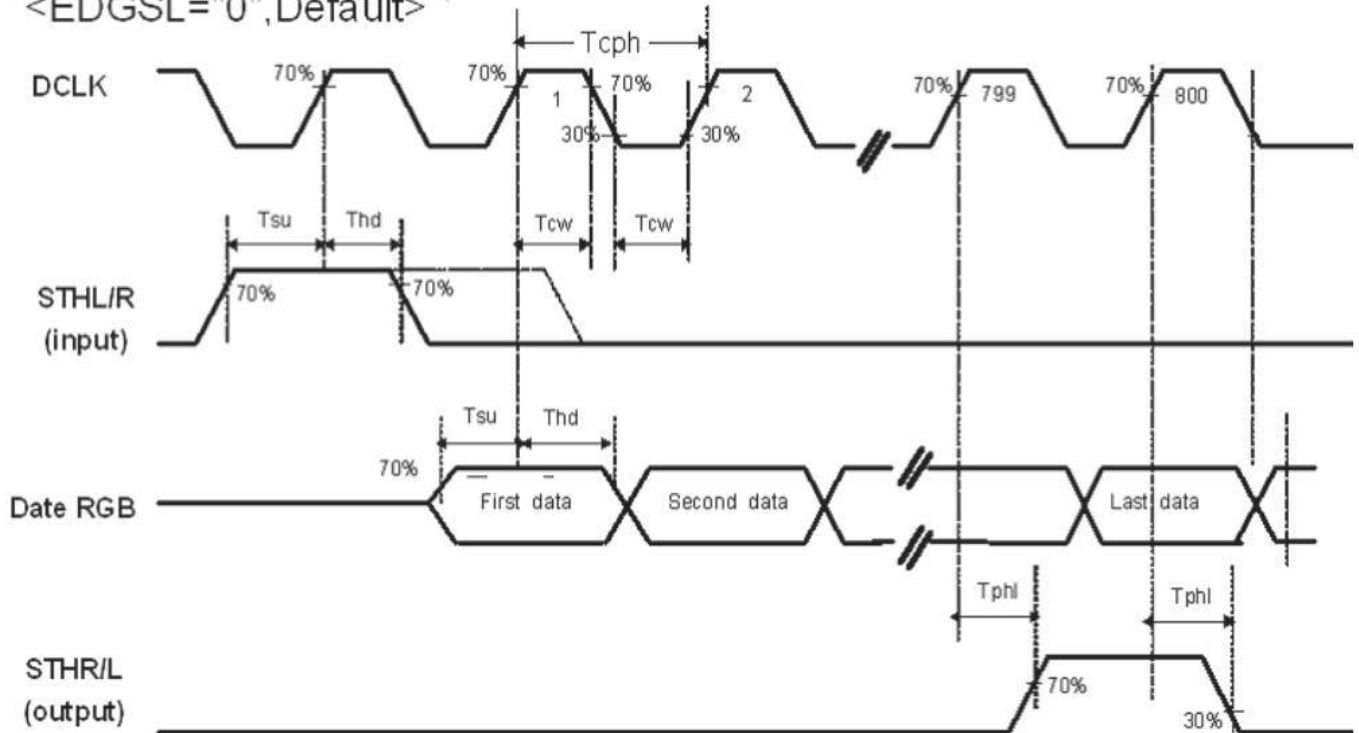 <EDGSL="0",Default>
Tcph
DCLK
70%
70%
1
70%
2
70%
799
70%
800
30%
30%
Tsu
Thd
Tcw
Tcw
STHL/R
(input)
70%
70%
Tsu
Thd
70%
Date RGB
First data
Second data
Last data
Tphl
Tphl
STHR/L
(output)
70%
30%